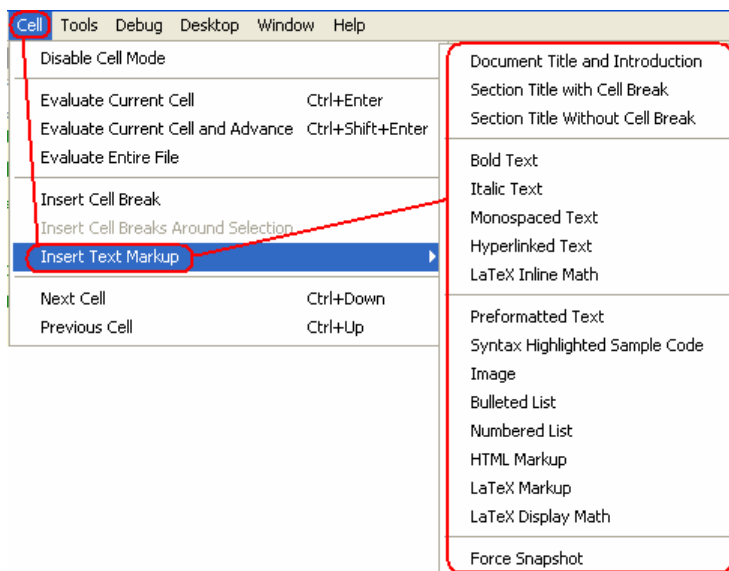 Cell Tools Debug Desktop Window Help
Disable Cell Mode
Evaluate Current Cell Ctrl+Enter
Evaluate Current Cell and Advance Ctrl+Shift+Enter
Evaluate Entire File
Insert Cell Break
Insert Cell Breaks Around Selection
Insert Text Markup
Next Cell Ctrl+Down
Previous Cell Ctrl+Up
Document Title and Introduction
Section Title with Cell Break
Section Title Without Cell Break
Bold Text
Italic Text
Monospaced Text
Hyperlinked Text
LaTeX Inline Math
Preformatted Text
Syntax Highlighted Sample Code
Image
Bulleted List
Numbered List
HTML Markup
LaTeX Markup
LaTeX Display Math
Force Snapshot